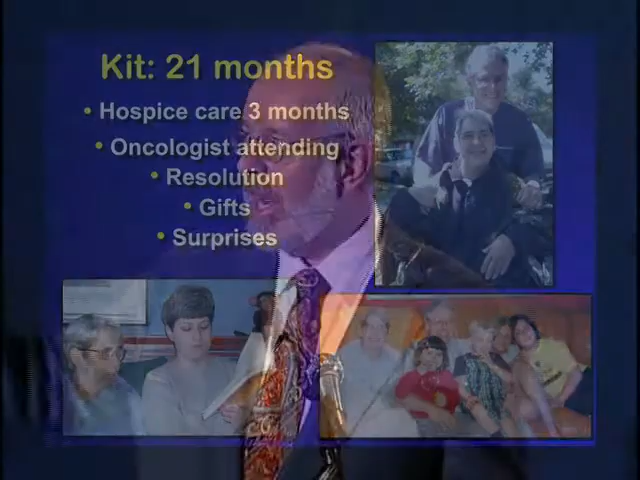 Kit: 21 months
• Hospice care 3 months
• Oncologist attending
• Resolution
• Gifts
• Surprises